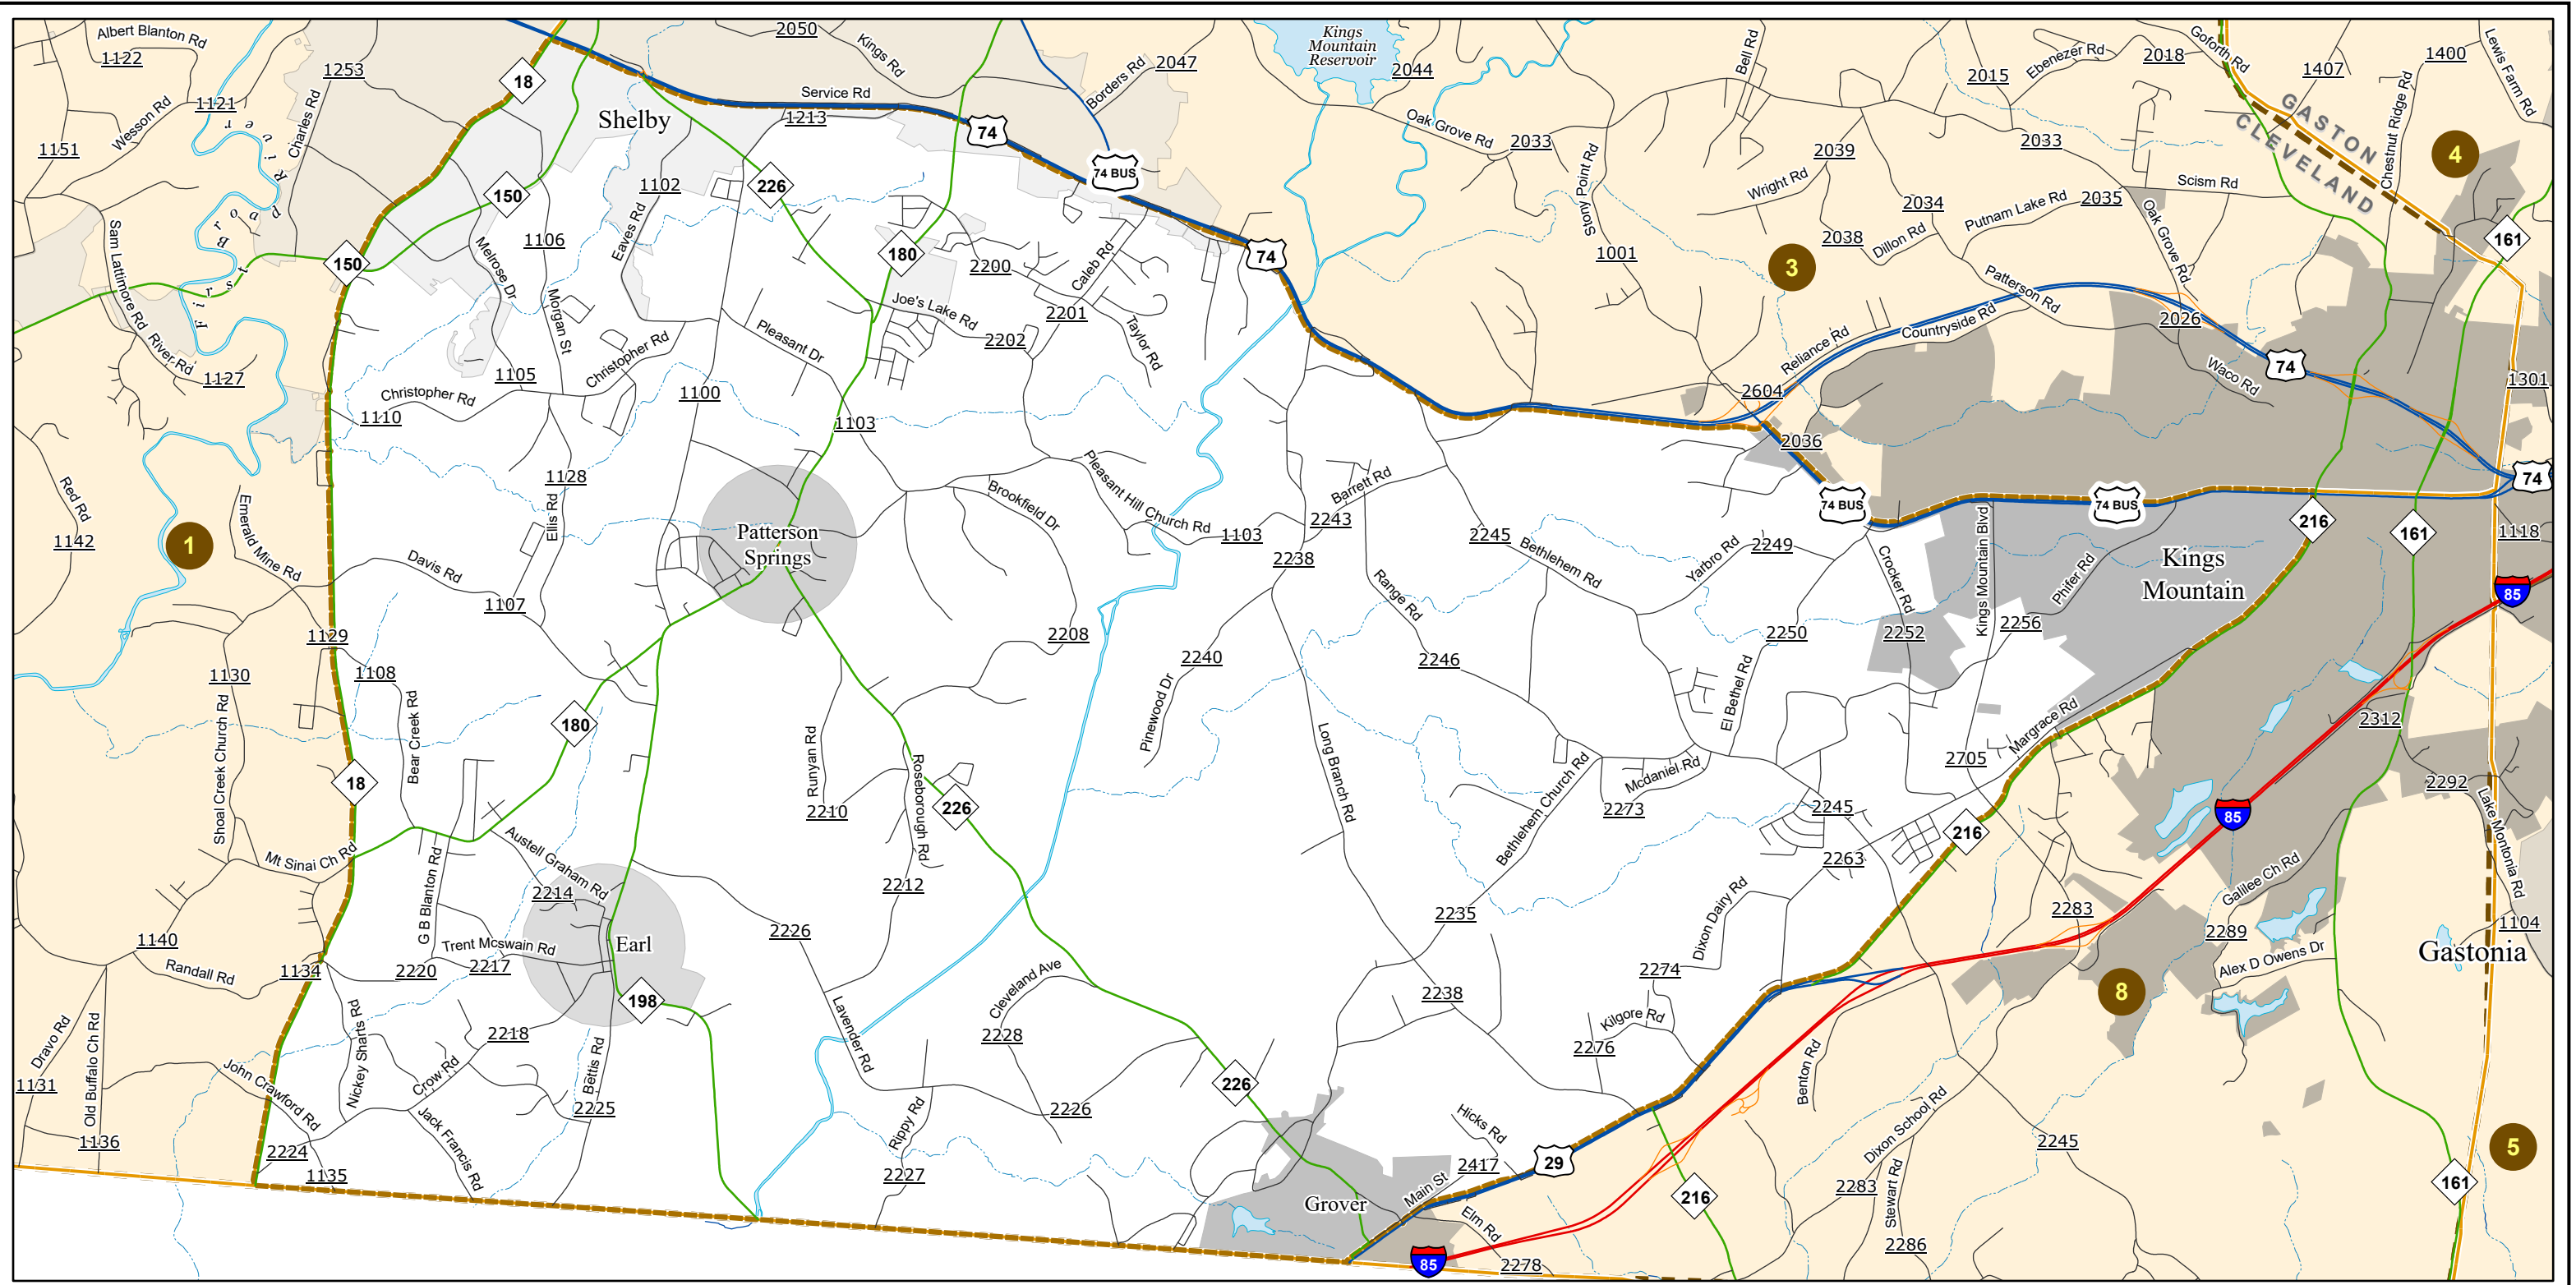 Albert Blanton Rd
1122
1253
18
2050
Kings Rd
Borders Rd
2047
Kings
Mountain
Reservoir
2044
Bell Rd
2015
Ebenezer Rd
2018
Goforth Rd
1407
1400
Lewis Farm Rd
1121
Wesson Rd
1151
Charles Rd
First Broad River
Shelby
Service Rd
1213
74
74 BUS
Oak Grove Rd
2033
Stony Point Rd
2039
Wright Rd
2033
GASTON
CLEVELAND
Chestnut Ridge Rd
4
150
1102
226
Eaves Rd
2034
Putnam Lake Rd
2035
Scism Rd
Oak Grove Rd
161
Sam Lattimore Rd
150
Melrose Dr
1106
180
2200
Caleb Rd
74
1001
3
2038
Dillon Rd
Patterson Rd
River Rd
1127
Morgan St
Joe's Lake Rd
2201
2202
Taylor Rd
Pleasant Dr
Christopher Rd
Reliance Rd
Countryside Rd
2026
Waco Rd
74
1301
1105
Christopher Rd
1110
1100
1103
2604
2036
Red Rd
1142
1
Emerald Mine Rd
1128
Ellis Rd
Patterson
Springs
Brookfield Dr
Pleasant Hill Church Rd
1103
Barrett Rd
2243
2238
2245
Bethlehem Rd
Yarbro Rd
2249
74 BUS
74 BUS
74
216
161
1118
Davis Rd
1107
Range Rd
Crocker Rd
Kings Mountain Blvd
Phifer Rd
Kings
Mountain
85
1129
1108
1130
2208
2240
2246
2250
2252
2256
Shoal Creek Church Rd
Bear Creek Rd
180
Pinewood Dr
El Bethel Rd
Margrace Rd
2312
18
Runyan Rd
2210
Roseborough Rd
226
Long Branch Rd
Bethlehem Church Rd
Mcdaniel Rd
2273
2705
2245
2292
Lake Montonia Rd
85
216
Mt Sinai Ch Rd
Austell Graham Rd
G B Blanton Rd
2214
2212
2263
Galilee Ch Rd
2235
Dixon Dairy Rd
2283
2289
1104
1140
Randall Rd
1134
2220
Trent Mcswain Rd
2217
Earl
2226
2274
Alex D Owens Dr
Gastonia
198
Cleveland Ave
2228
2238
8
Dravo Rd
Old Buffalo Ch Rd
Nickey Sharts Rd
2218
Lavender Rd
Kilgore Rd
2276
1131
John Crawford Rd
Crow Rd
Bettis Rd
226
Benton Rd
2225
2226
Rippy Rd
Hicks Rd
Dixon School Rd
2245
1136
2224
1135
Jack Francis Rd
2227
2417
29
5
Grover
Main St
216
2283
Stewart Rd
161
Elm Rd
85
2278
2286